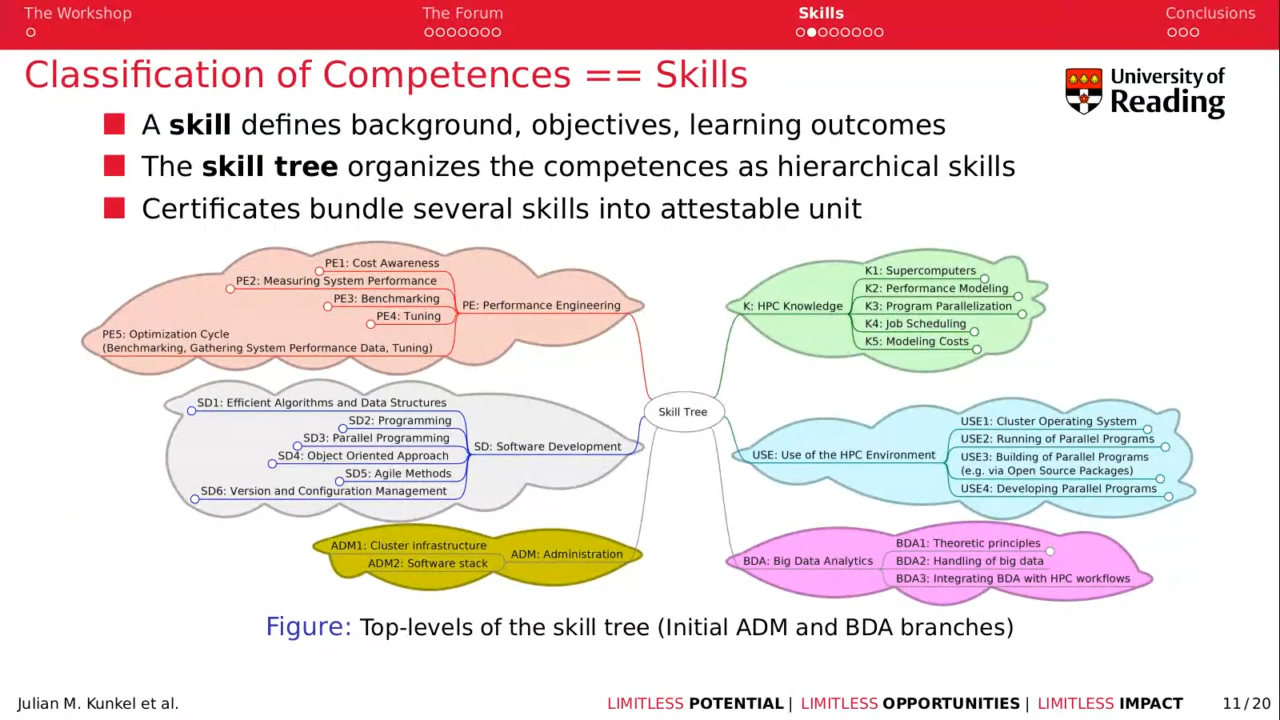 The Workshop
The Forum
Skills
Conclusions
Classification of Competences == Skills
University of
Reading
A skill defines background, objectives, learning outcomes
The skill tree organizes the competences as hierarchical skills
Certificates bundle several skills into attestable unit
PE1: Cost Awareness
PE2: Measuring System Performance
PE3: Benchmarking
PE4: Tuning
PE5: Optimization Cycle
(Benchmarking, Gathering System Performance Data, Tuning)
PE: Performance Engineering
K: HPC Knowledge
K1: Supercomputers
K2: Performance Modeling
K3: Program Parallelization
K4: Job Scheduling
K5: Modeling Costs
Skill Tree
SD1: Efficient Algorithms and Data Structures
SD2: Programming
SD3: Parallel Programming
SD4: Object Oriented Approach
SD5: Agile Methods
SD6: Version and Configuration Management
SD: Software Development
USE: Use of the HPC Environment
USE1: Cluster Operating System
USE2: Running of Parallel Programs
USE3: Building of Parallel Programs
(e.g. via Open Source Packages)
USE4: Developing Parallel Programs
ADM1: Cluster infrastructure
ADM2: Software stack
ADM: Administration
BDA: Big Data Analytics
BDA1: Theoretic principles
BDA2: Handling of big data
BDA3: Integrating BDA with HPC workflows
Figure: Top-levels of the skill tree (Initial ADM and BDA branches)
Julian M. Kunkel et al.
LIMITLESS POTENTIAL | LIMITLESS OPPORTUNITIES | LIMITLESS IMPACT
11/20